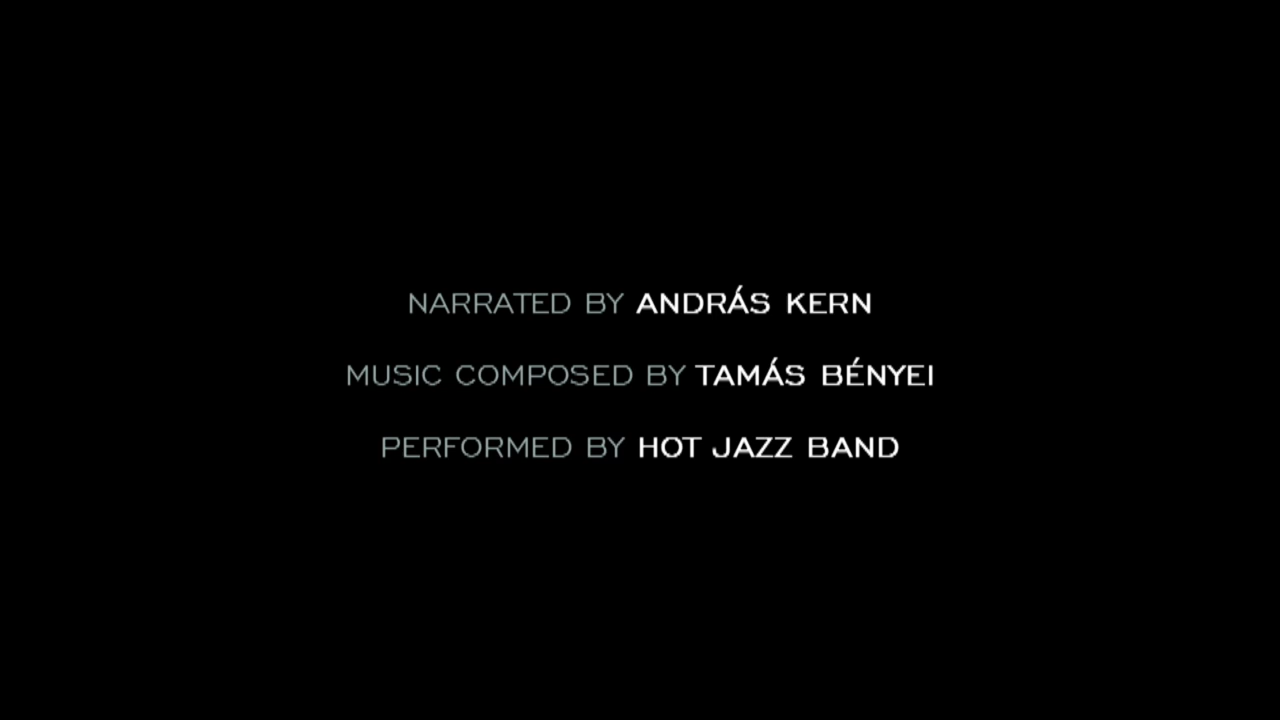 NARRATED BY ANDRÁS KERN
MUSIC COMPOSED BY TAMÁS BÉNYEI
PERFORMED BY HOT JAZZ BAND